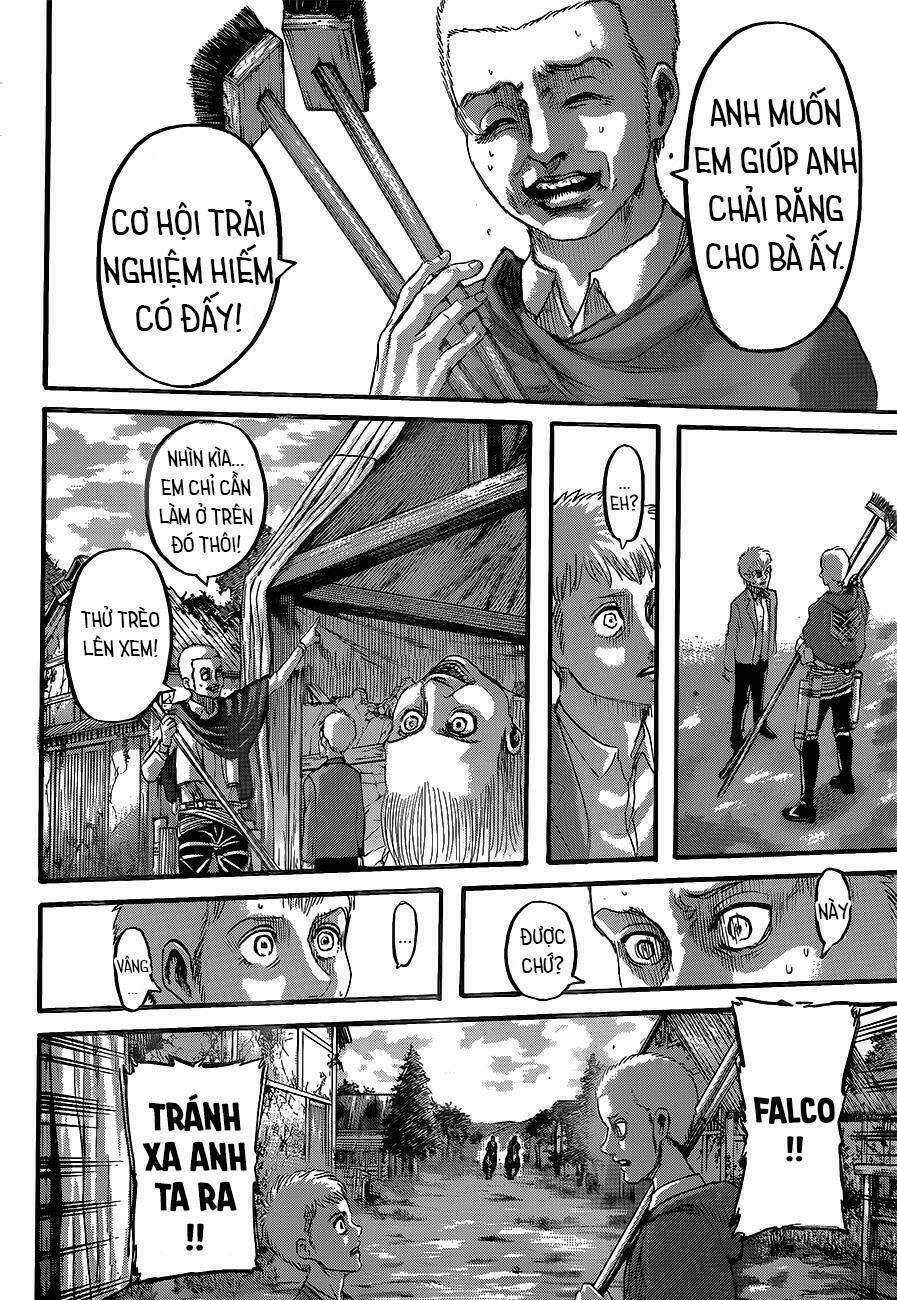 ANH MUỐN
EM GIÚP ANH
CHẢI RĂNG
CHO BÀ ẤY.
CƠ HỘI TRẢI
NGHIỆM HIẾM
CÓ ĐẤY!
...
EH?
NHÌN KÌA...
EM CHỈ CẦN
LÀM Ở TRÊN
ĐÓ THÔI!
THỬ TRÈO
LÊN XEM!
NÀY
ĐƯỢC
CHỨ?
...
VÂNG
...
FALCO
!!
TRÁNH
XA ANH
TA RA
!!